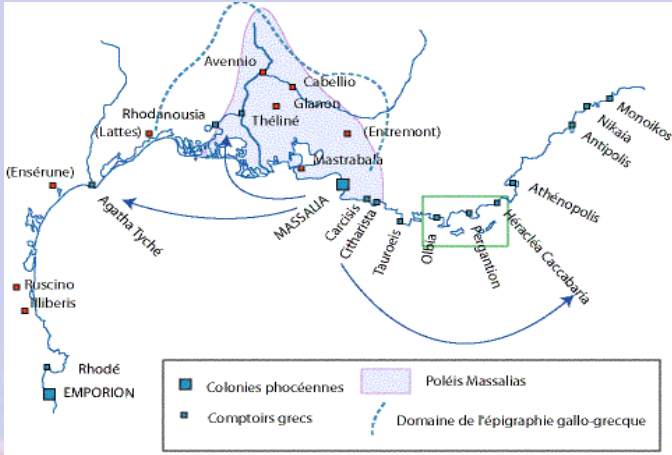 Avennio
Cabellio
Glanon
Rhodanousia
Théliné
(Lattes)
(Entremont)
Mastrabala
(Ensérune)
Agatha Tyché
MASSALIA
Carcisis
Citharista
Tauroeis
Olbia
Pergantion
Héracléa Caccabaria
Athénopolis
Antipolis
Nikaia
Monoikos
Ruscino
Illiberis
Rhodé
EMPORION
Colonies phocéennes
Poléis Massalias
Comptoirs grecs
Domaine de l'épigraphie gallo-grecque